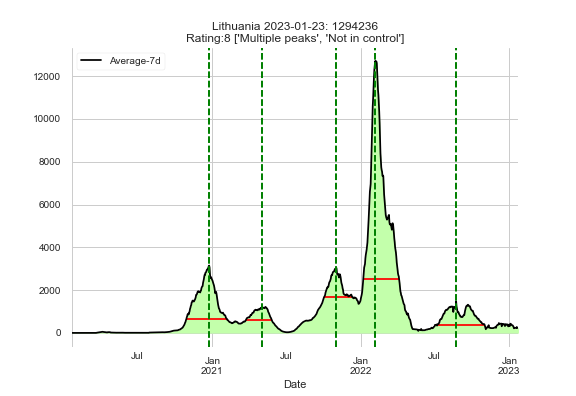 Lithuania 2023-01-23: 1294236
Rating:8 ['Multiple peaks', 'Not in control']
Average-7d
12000
10000
8000
6000
4000
2000
0
Jul Jan Jul Jan Jul Jan
2021 2022 2023
Date